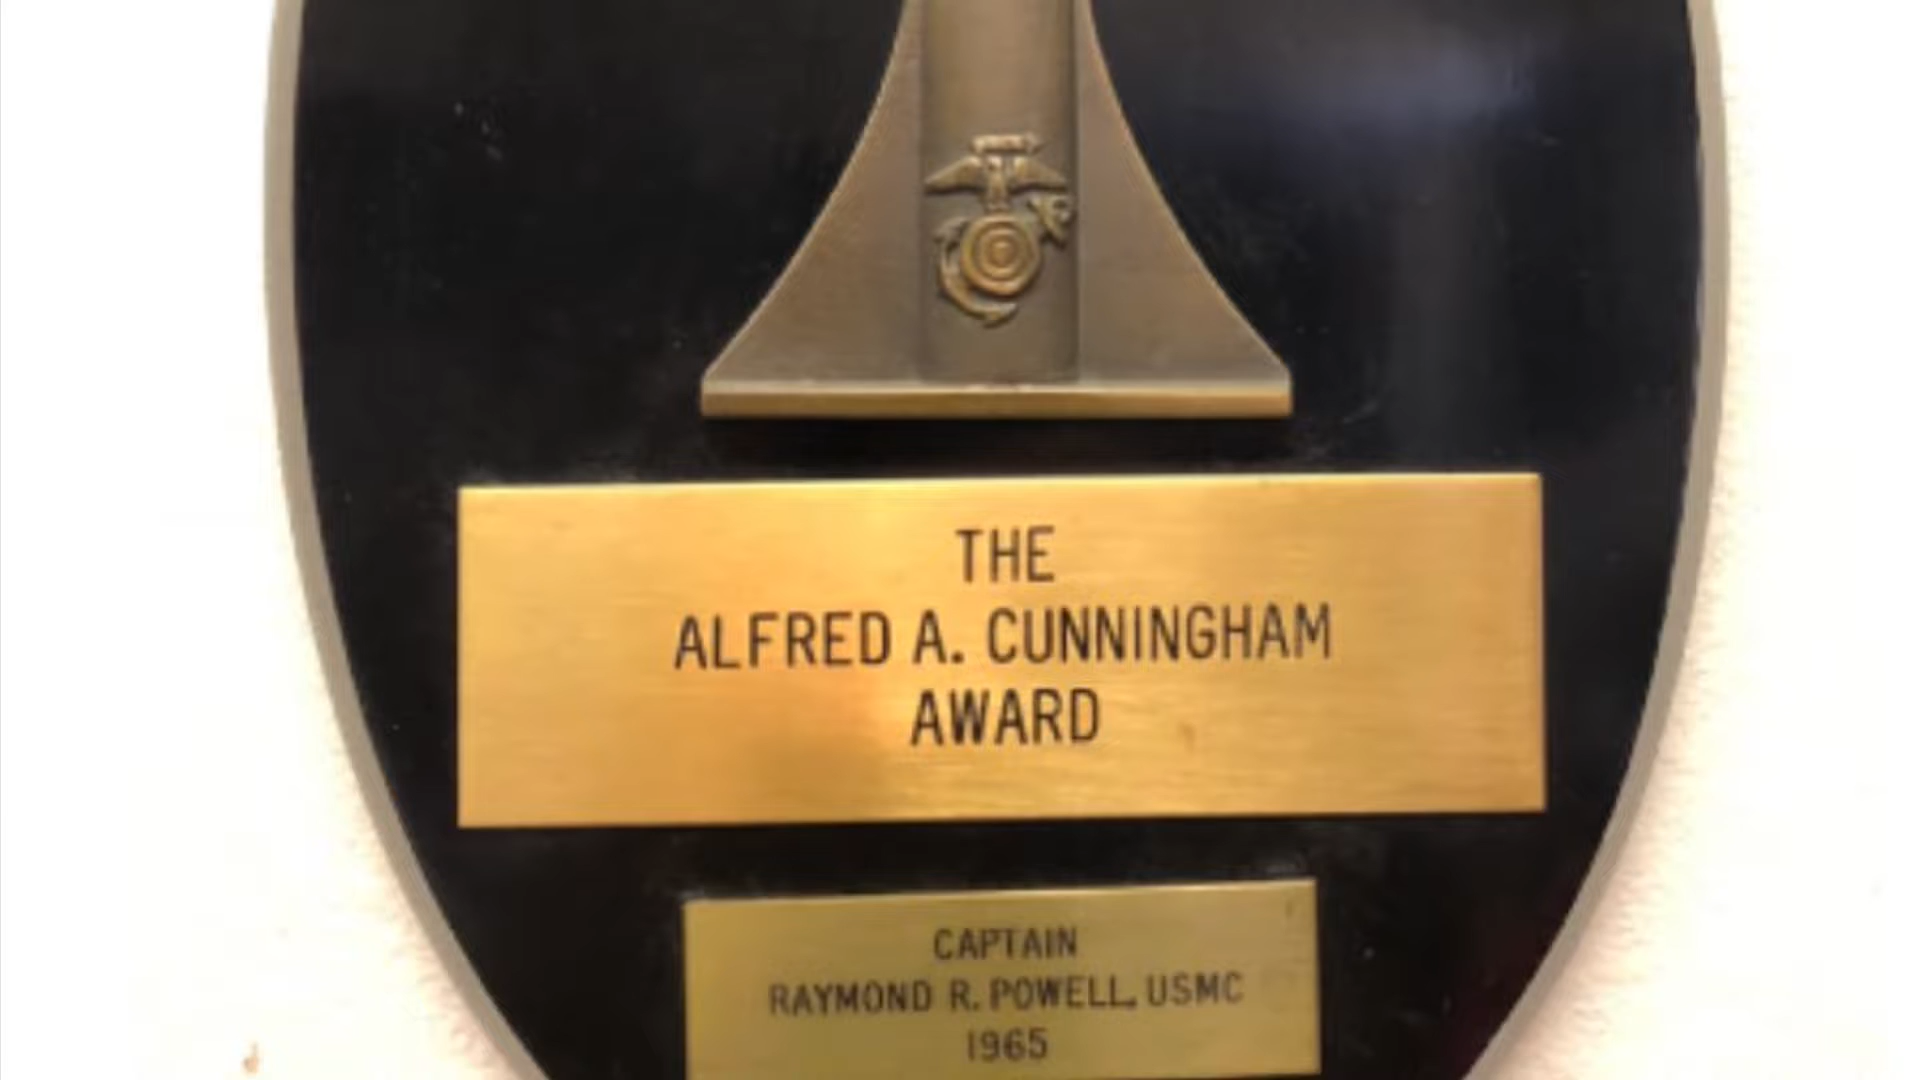 THE
ALFRED A. CUNNINGHAM
AWARD
CAPTAIN
RAYMOND R. POWELL, USMC
1965